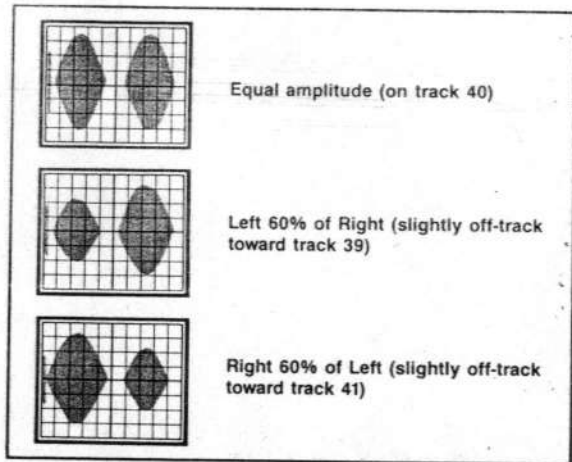 Equal amplitude (on track 40)
Left 60% of Right (slightly off-track
toward track 39)
Right 60% of Left (slightly off-track
toward track 41)